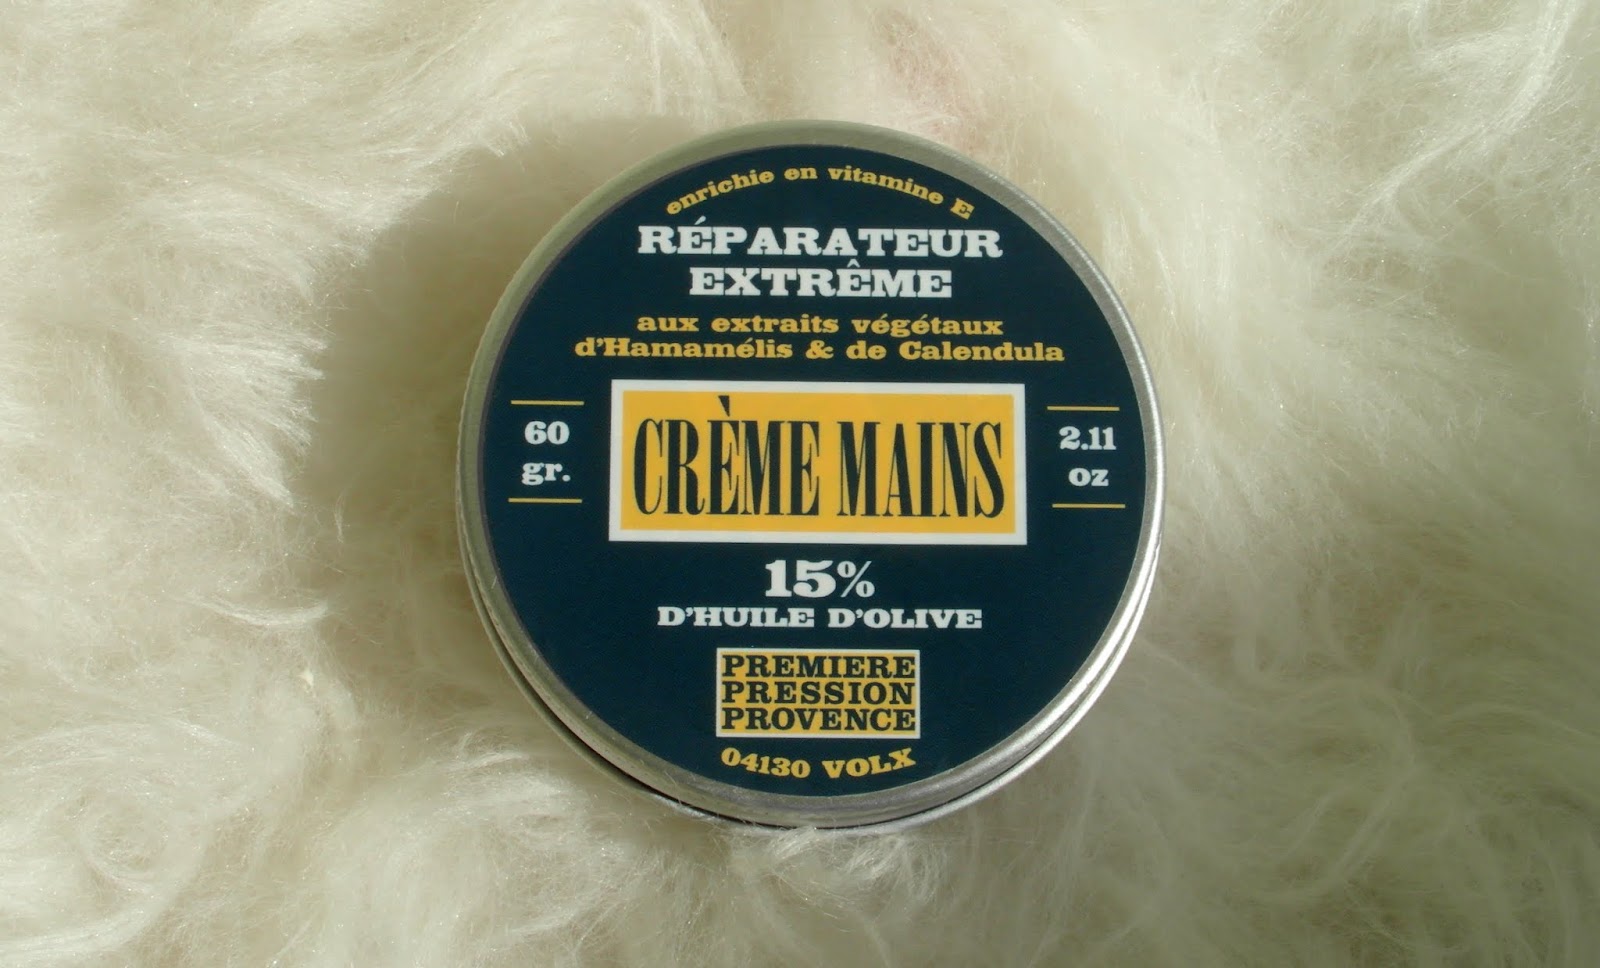 enrichie en vitamine E
RÉPARATEUR
EXTRÊME
aux extraits végétaux
d'Hamamélis & de Calendula
60
gr.
CRÈME MAINS
2.11
oz
15%
D'HUILE D'OLIVE
PREMIERE
PRESSION
PROVENCE
04130 VOLX